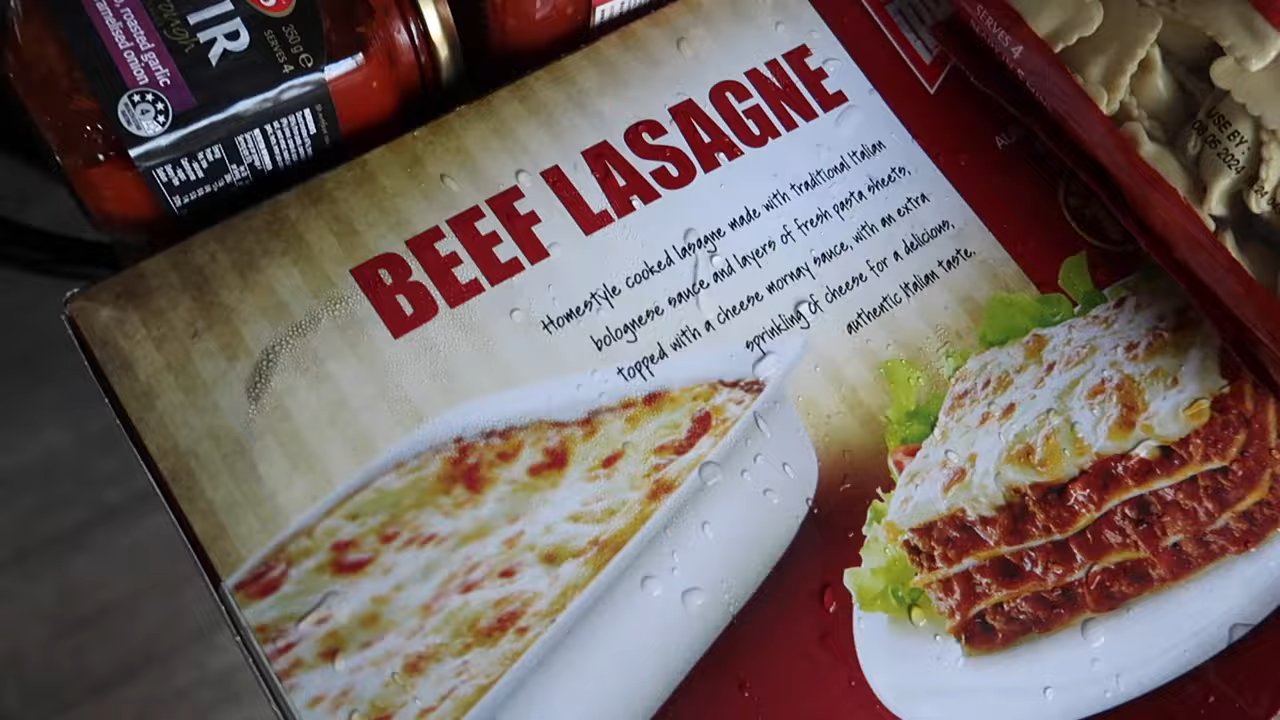 IR
350 g e
SERVES 4
roasted garlic
caramelised onion
4
BEEF LASAGNE
Homestyle cooked lasagne made with traditional Italian
bolognese sauce and layers of fresh pasta sheets,
topped with a cheese mornay sauce, with an extra
sprinkling of cheese for a delicious,
authentic Italian taste.
SERVES 4
USE BY